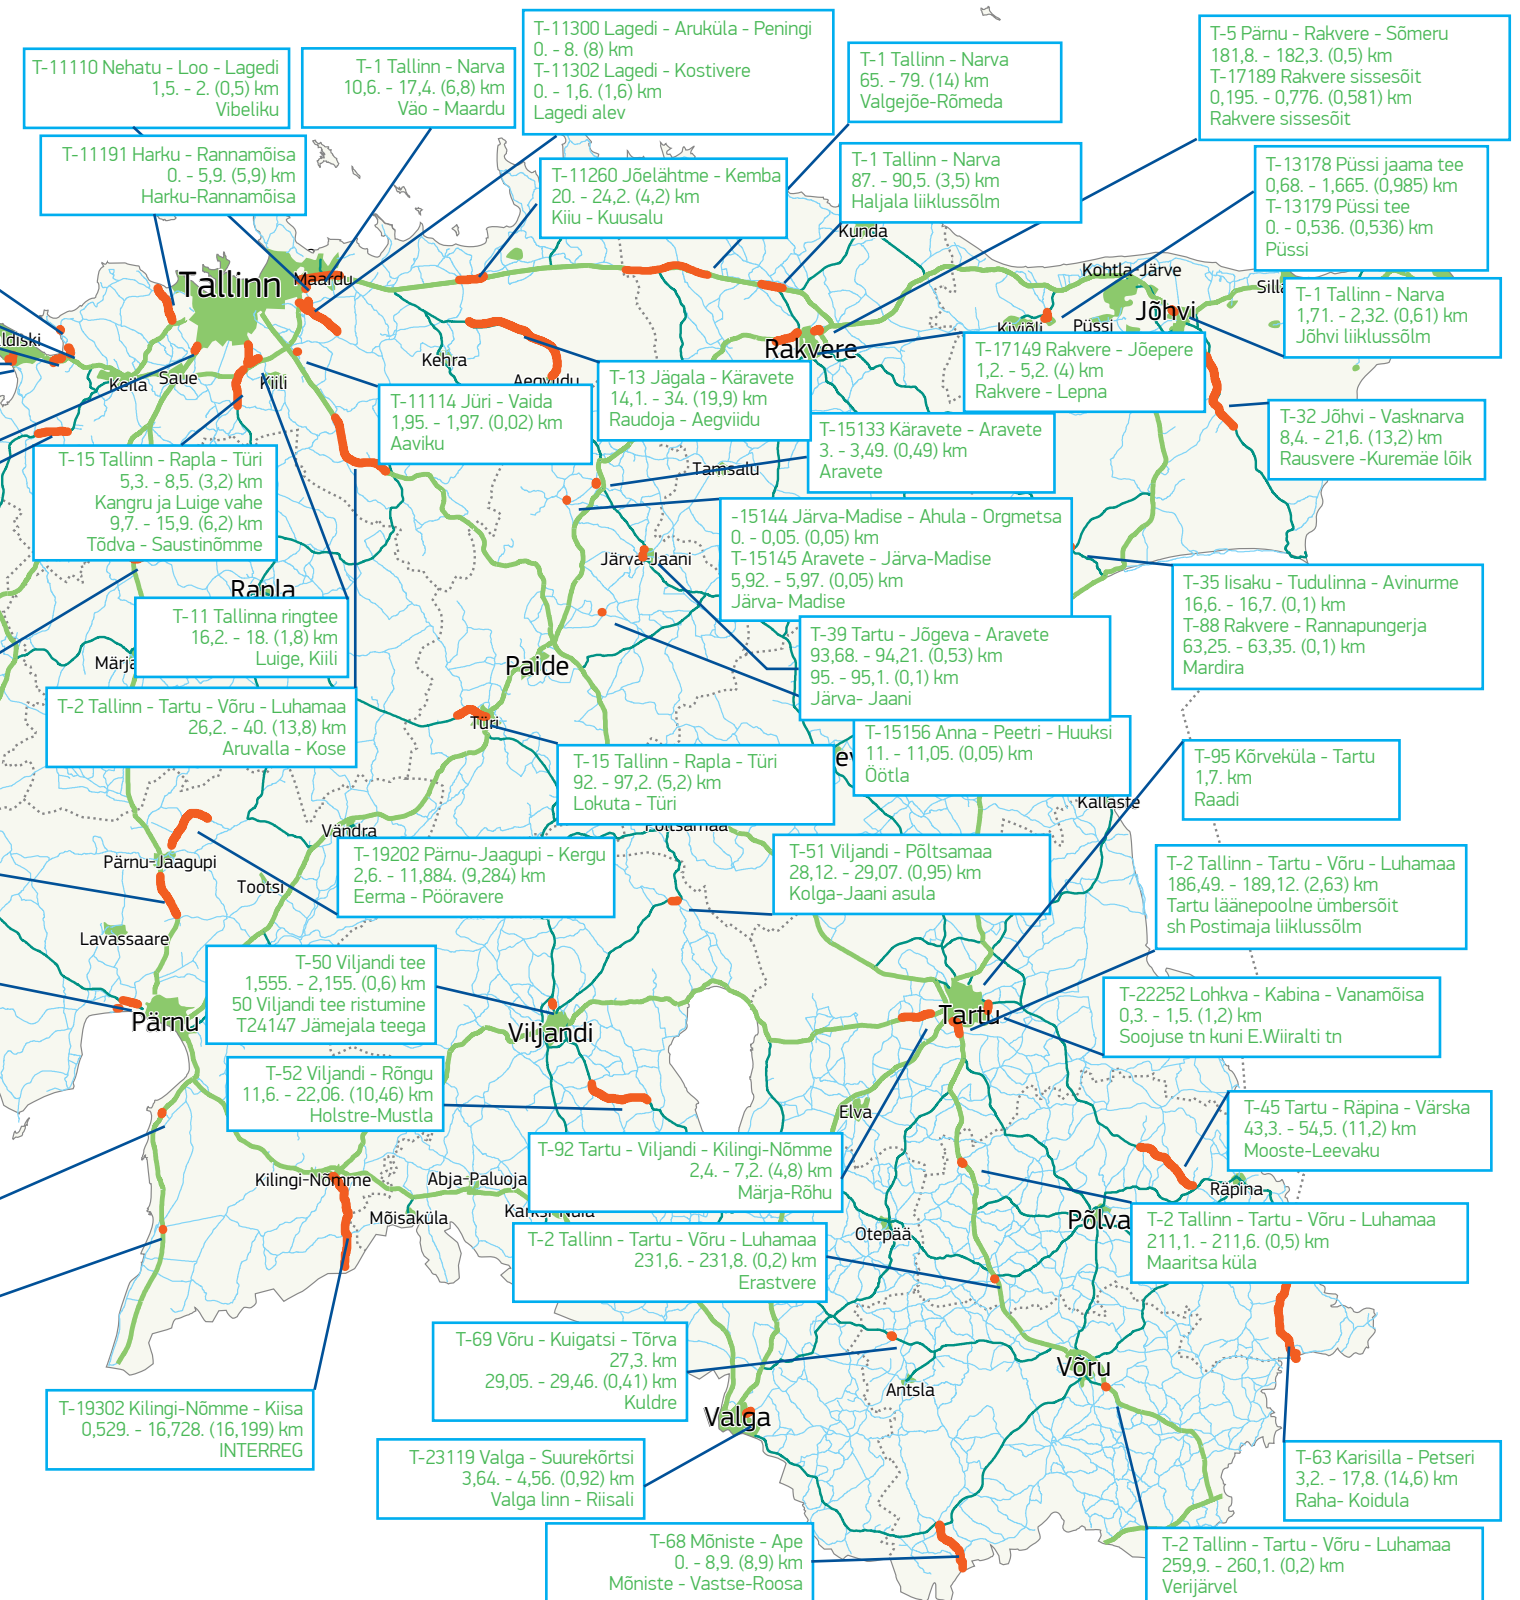 T-11110 Nehatu - Loo - Lagedi
1,5. - 2. (0,5) km
Vibeliku
T-1 Tallinn - Narva
10,6. - 17,4. (6,8) km
Väo - Maardu
T-11300 Lagedi - Aruküla - Peningi
0. - 8. (8) km
T-11302 Lagedi - Kostivere
0. - 1,6. (1,6) km
Lagedi alev
T-1 Tallinn - Narva
65. - 79. (14) km
Valgejõe-Rõmeda
T-5 Pärnu - Rakvere - Sõmeru
181,8. - 182,3. (0,5) km
T-17189 Rakvere sissesõit
0,195. - 0,776. (0,581) km
Rakvere sissesõit
T-11191 Harku - Rannamõisa
0. - 5,9. (5,9) km
Harku-Rannamõisa
T-11260 Jõelähtme - Kemba
20. - 24,2. (4,2) km
Kiiu - Kuusalu
T-1 Tallinn - Narva
87. - 90,5. (3,5) km
Haljala liiklussõlm
T-13178 Püssi jaama tee
0,68. - 1,665. (0,985) km
T-13179 Püssi tee
0. - 0,536. (0,536) km
Püssi
Kunda
Tallinn
Maardu
Kohtla-Järve
Jõhvi
Püssi
Kiviõli
T-1 Tallinn - Narva
1,71. - 2,32. (0,61) km
Jõhvi liiklussõlm
Rakvere
Kehra
Keila
Saue
Kiili
Aegviidu
T-17149 Rakvere - Jõepere
1,2. - 5,2. (4) km
Rakvere - Lepna
T-13 Jägala - Käravete
14,1. - 34. (19,9) km
Raudoja - Aegviidu
T-11114 Jüri - Vaida
1,95. - 1,97. (0,02) km
Aaviku
T-32 Jõhvi - Vasknarva
8,4. - 21,6. (13,2) km
Rausvere -Kuremäe lõik
T-15133 Käravete - Aravete
3. - 3,49. (0,49) km
Aravete
Tamsalu
T-15 Tallinn - Rapla - Türi
5,3. - 8,5. (3,2) km
Kangru ja Luige vahe
9,7. - 15,9. (6,2) km
Tõdva - Saustinõmme
-15144 Järva-Madise - Ahula - Orgmetsa
0. - 0,05. (0,05) km
T-15145 Aravete - Järva-Madise
5,92. - 5,97. (0,05) km
Järva- Madise
Järva-Jaani
Rapla
T-35 Iisaku - Tudulinna - Avinurme
16,6. - 16,7. (0,1) km
T-88 Rakvere - Rannapungerja
63,25. - 63,35. (0,1) km
Mardira
T-11 Tallinna ringtee
16,2. - 18. (1,8) km
Luige, Kiili
T-39 Tartu - Jõgeva - Aravete
93,68. - 94,21. (0,53) km
95. - 95,1. (0,1) km
Järva- Jaani
Paide
Türi
T-2 Tallinn - Tartu - Võru - Luhamaa
26,2. - 40. (13,8) km
Aruvalla - Kose
T-15156 Anna - Peetri - Huuksi
11. - 11,05. (0,05) km
Öötla
T-15 Tallinn - Rapla - Türi
92. - 97,2. (5,2) km
Lokuta - Türi
T-95 Kõrveküla - Tartu
1,7. km
Raadi
Kallaste
Vändra
Põltsamaa
Pärnu-Jaagupi
Tootsi
T-19202 Pärnu-Jaagupi - Kergu
2,6. - 11,884. (9,284) km
Eerma - Pööravere
T-51 Viljandi - Põltsamaa
28,12. - 29,07. (0,95) km
Kolga-Jaani asula
T-2 Tallinn - Tartu - Võru - Luhamaa
186,49. - 189,12. (2,63) km
Tartu läänepoolne ümbersõit
sh Postimaja liiklussõlm
Lavassaare
T-50 Viljandi tee
1,555. - 2,155. (0,6) km
50 Viljandi tee ristumine
T24147 Jämejala teega
T-22252 Lohkva - Kabina - Vanamõisa
0,3. - 1,5. (1,2) km
Soojuse tn kuni E.Wiiralti tn
Pärnu
Viljandi
Tartu
T-52 Viljandi - Rõngu
11,6. - 22,06. (10,46) km
Holstre-Mustla
Elva
T-45 Tartu - Räpina - Värska
43,3. - 54,5. (11,2) km
Mooste-Leevaku
T-92 Tartu - Viljandi - Kilingi-Nõmme
2,4. - 7,2. (4,8) km
Märja-Rõhu
Kilingi-Nõmme
Abja-Paluoja
Mõisaküla
Räpina
Põlva
Otepää
T-2 Tallinn - Tartu - Võru - Luhamaa
211,1. - 211,6. (0,5) km
Maaritsa küla
T-2 Tallinn - Tartu - Võru - Luhamaa
231,6. - 231,8. (0,2) km
Erastvere
T-69 Võru - Kuigatsi - Tõrva
27,3. km
29,05. - 29,46. (0,41) km
Kuldre
Võru
Antsla
Valga
T-19302 Kilingi-Nõmme - Kiisa
0,529. - 16,728. (16,199) km
INTERREG
T-23119 Valga - Suurekõrtsi
3,64. - 4,56. (0,92) km
Valga linn - Riisali
T-63 Karisilla - Petseri
3,2. - 17,8. (14,6) km
Raha- Koidula
T-68 Mõniste - Ape
0. - 8,9. (8,9) km
Mõniste - Vastse-Roosa
T-2 Tallinn - Tartu - Võru - Luhamaa
259,9. - 260,1. (0,2) km
Verijärvel